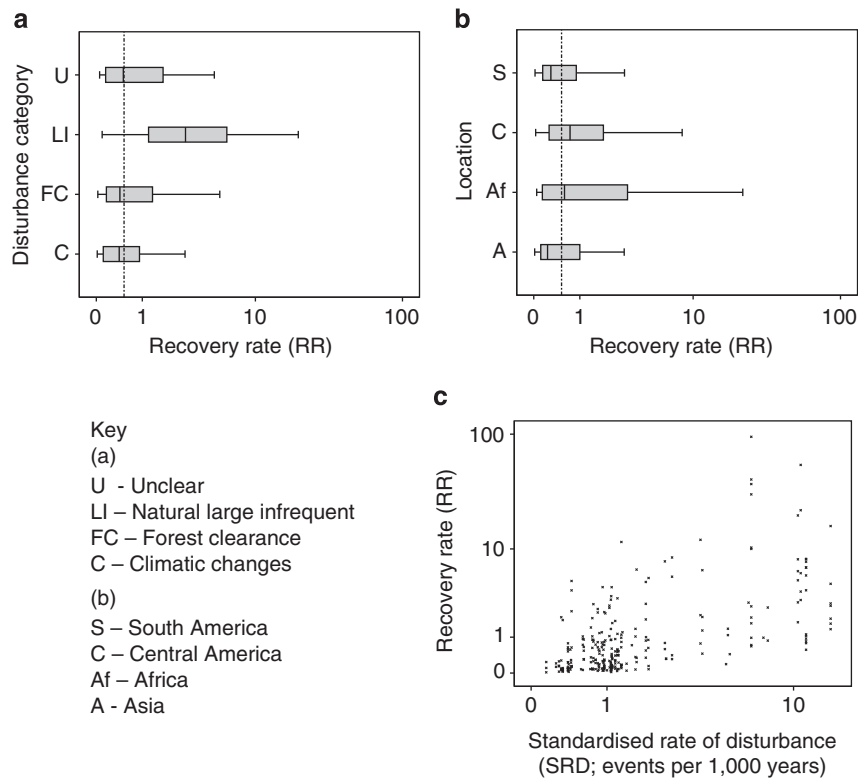 a
Disturbance category
U
LI
FC
C
0 1 10 100
Recovery rate (RR)
b
Location
S
C
Af
A
0 1 10 100
Recovery rate (RR)
Key
(a)
U - Unclear
LI – Natural large infrequent
FC – Forest clearance
C – Climatic changes
(b)
S – South America
C – Central America
Af – Africa
A - Asia
c
Recovery rate (RR)
100
10
1
0
0 1 10
Standardised rate of disturbance
(SRD; events per 1,000 years)